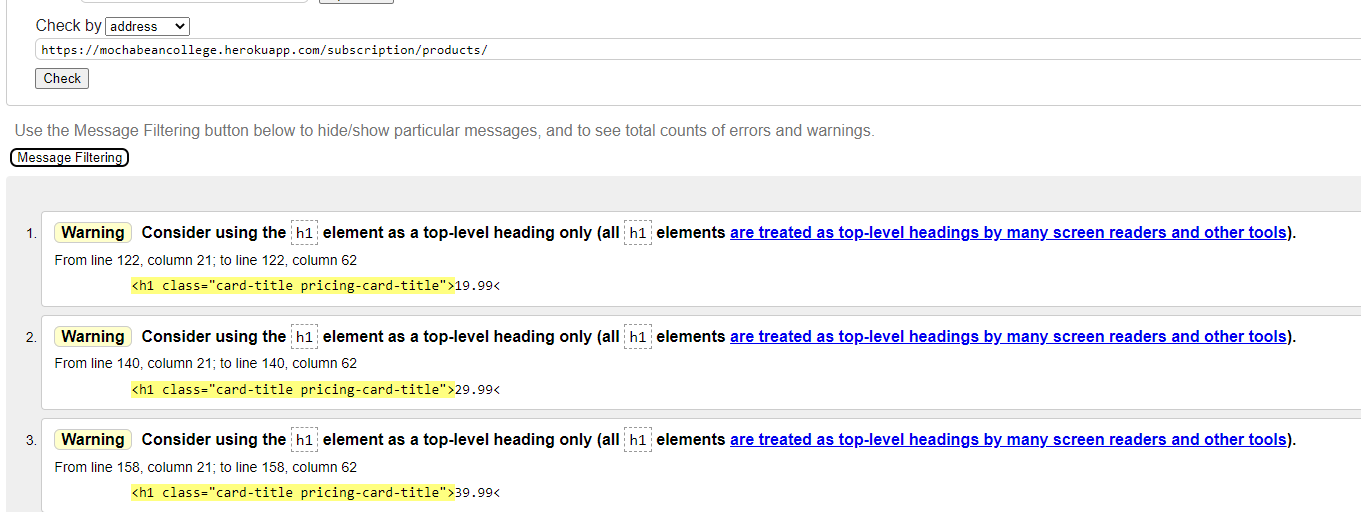 Check by address
https://mochabeancollege.herokuapp.com/subscription/products/
Check
Use the Message Filtering button below to hide/show particular messages, and to see total counts of errors and warnings.
Message Filtering
1. Warning Consider using the h1 element as a top-level heading only (all h1 elements are treated as top-level headings by many screen readers and other tools).
From line 122, column 21; to line 122, column 62
<h1 class="card-title pricing-card-title">19.99<
2. Warning Consider using the h1 element as a top-level heading only (all h1 elements are treated as top-level headings by many screen readers and other tools).
From line 140, column 21; to line 140, column 62
<h1 class="card-title pricing-card-title">29.99<
3. Warning Consider using the h1 element as a top-level heading only (all h1 elements are treated as top-level headings by many screen readers and other tools).
From line 158, column 21; to line 158, column 62
<h1 class="card-title pricing-card-title">39.99<